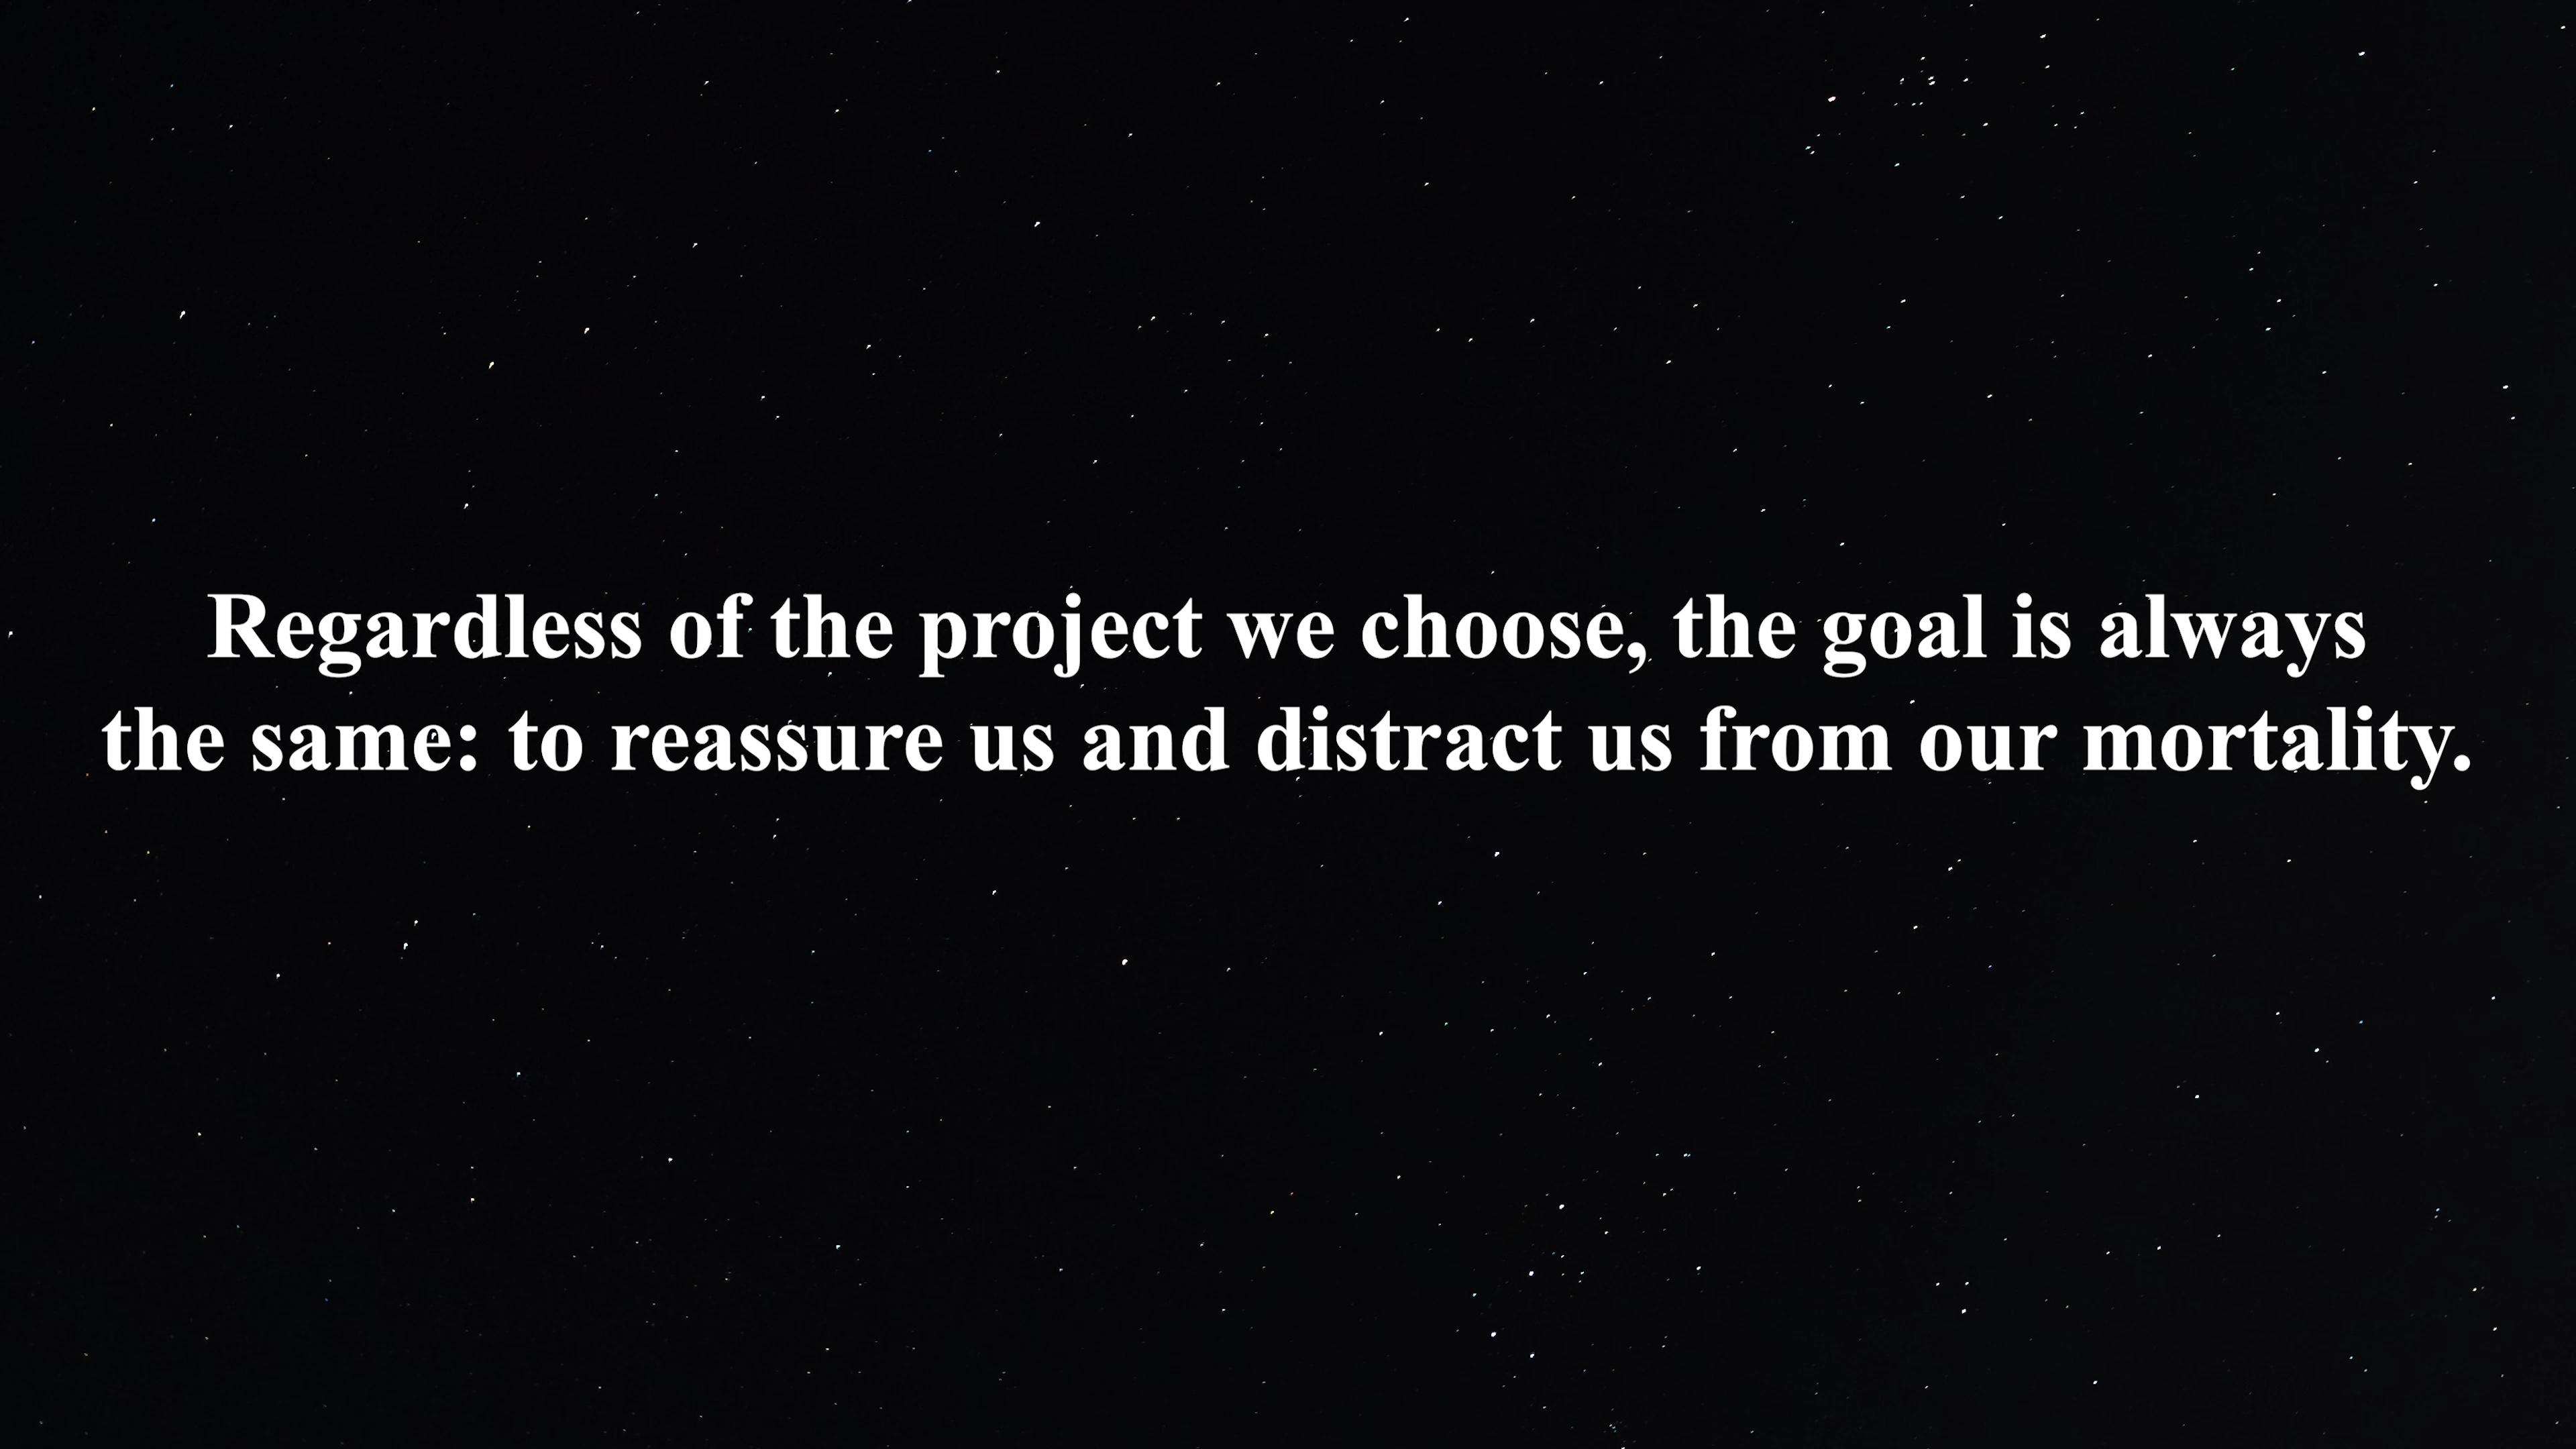 Regardless of the project we choose, the goal is always
the same: to reassure us and distract us from our mortality.